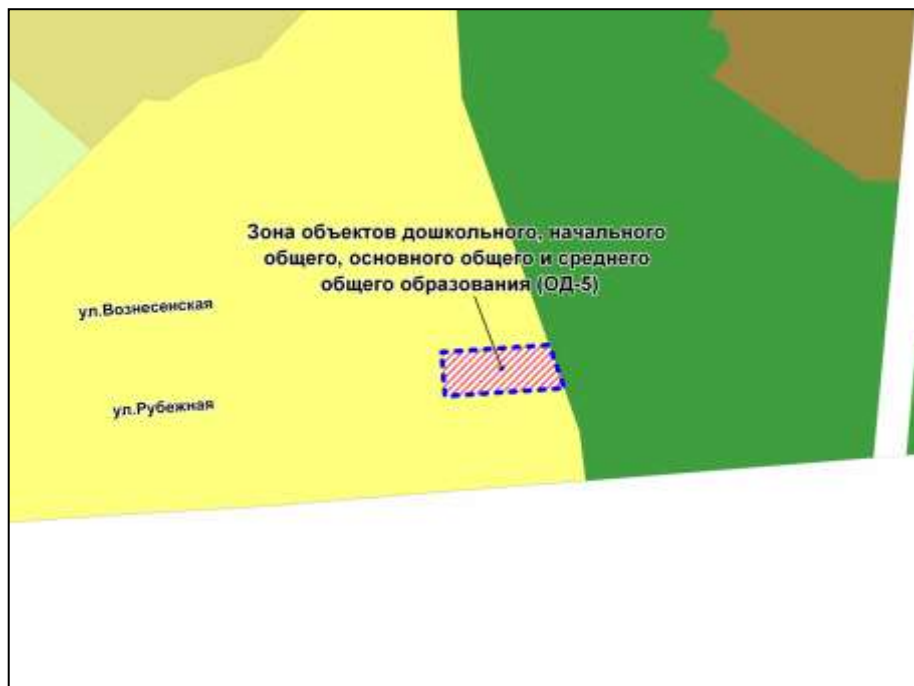 Зона объектов дошкольного, начального
общего, основного общего и среднего
общего образования (ОД-5)
ул.Вознесенская
ул.Рубежная